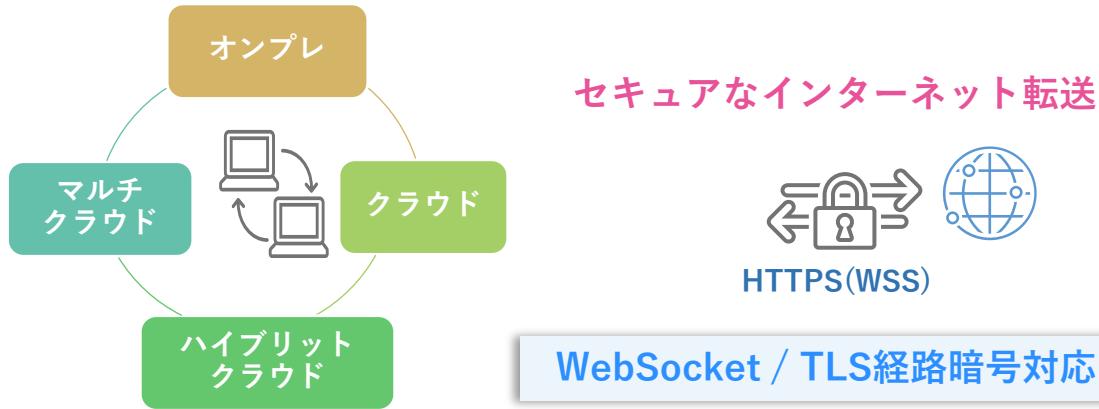 オンプレ
セキュアなインターネット転送
マルチ
クラウド
クラウド
HTTPS(WSS)
ハイブリット
クラウド
WebSocket / TLS経路暗号対応